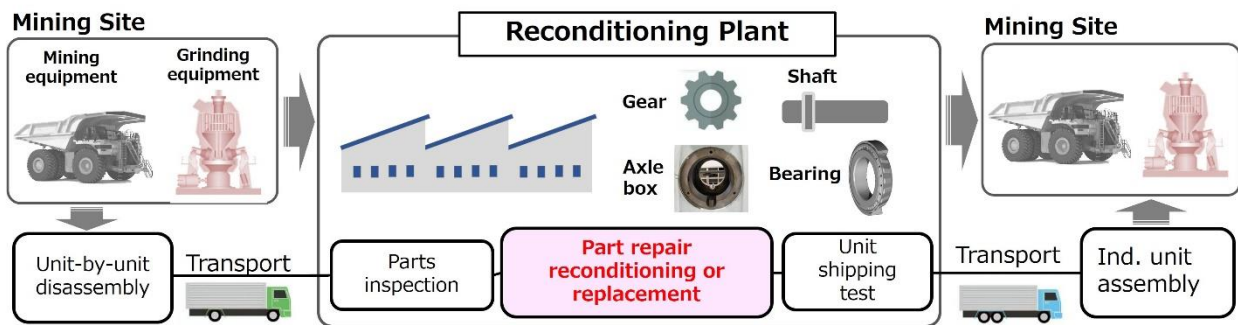 Mining Site
Mining
equipment
Grinding
equipment
Unit-by-unit
disassembly
Transport
Reconditioning Plant
Gear
Shaft
Axle
box
Bearing
Parts
inspection
Part repair
reconditioning or
replacement
Unit
shipping
test
Transport
Mining Site
Ind. unit
assembly